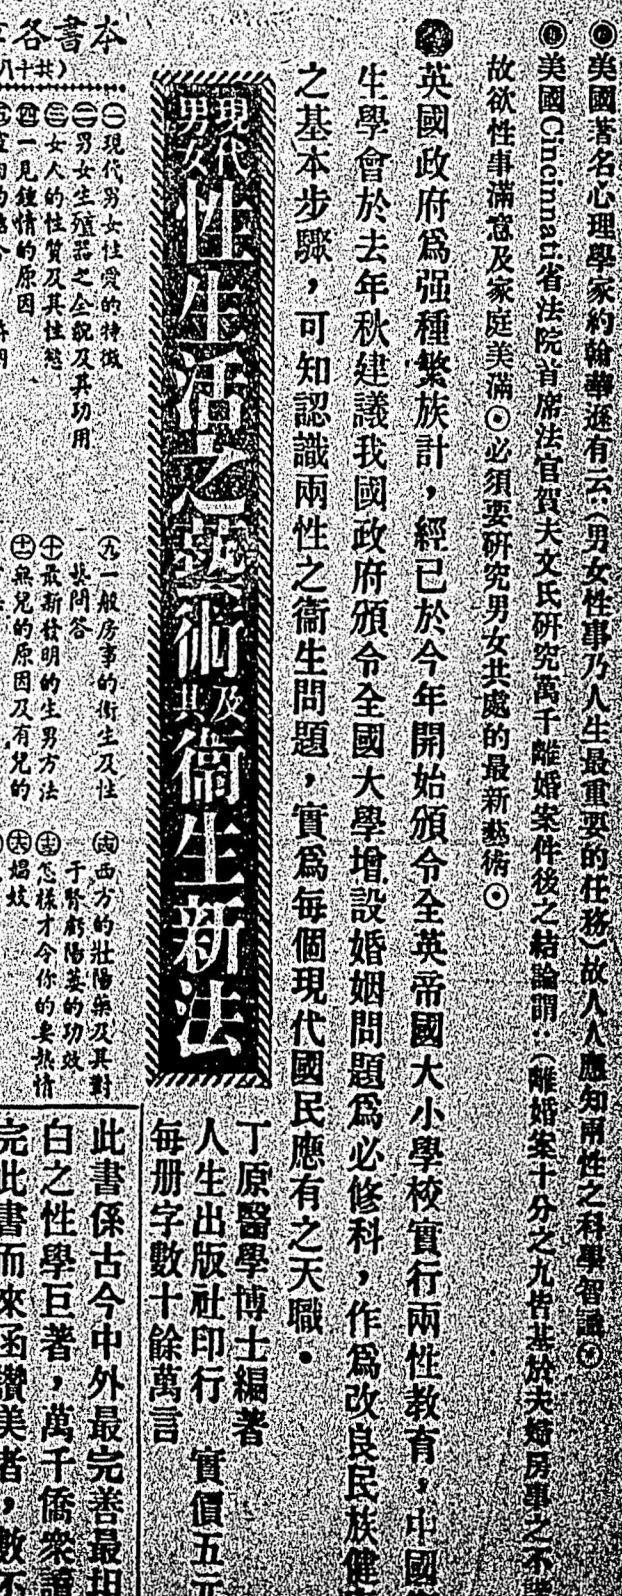 ◎美國著名心理學家約翰華遜有云:(男女性事乃人生最重要的任務)故人人應知兩性之科學智識◎
◎美國Cincinnati省法院首席法官賀夫文氏研究萬千離婚案件後之結論謂:(離婚案十分之九皆基於夫婦房事之不
故欲性事滿意及家庭美滿◎必須要研究男女共處的最新藝術◎
英國政府爲强種繁族計,經已於今年開始頒令全英帝國大小學校實行兩性教育,中國
生學會於去年秋建議我國政府頒令全國大學增設婚姻問題爲必修科,作爲改良民族健
之基本步驟,可知認識兩性之衞生問題,實爲每個現代國民應有之天職。
現代男女性生活之藝術及其衞生新法
丁原醫學博士編著
人生出版社印行 實價五元
每册字數十餘萬言
本書各
(共十八
㊀現代男女性愛的特徵
㊁男女生殖器之全貌及其功用
㊂女人的性質及其性慾
㊃一見鍾情的原因
㊈一般房事的衞生及性
藝問答
㊉最新發明的生男方法
無兒的原因及有兒的
西方的壯陽藥及其對
于腎虧陽萎的功效
怎樣才令你的妻熱情
娼妓
此書係古今中外最完善最坦
白之性學巨著,萬千僑衆讀
完此書而來函讚美者,數不